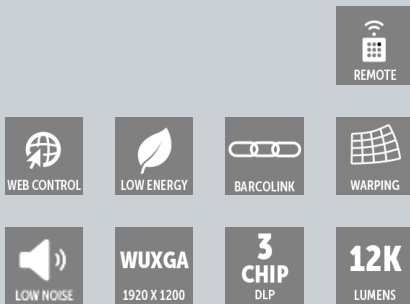 REMOTE
WEB CONTROL
LOW ENERGY
BARCOLINK
WARPING
LOW NOISE
WUXGA
1920 X 1200
3
CHIP
DLP
12K
LUMENS